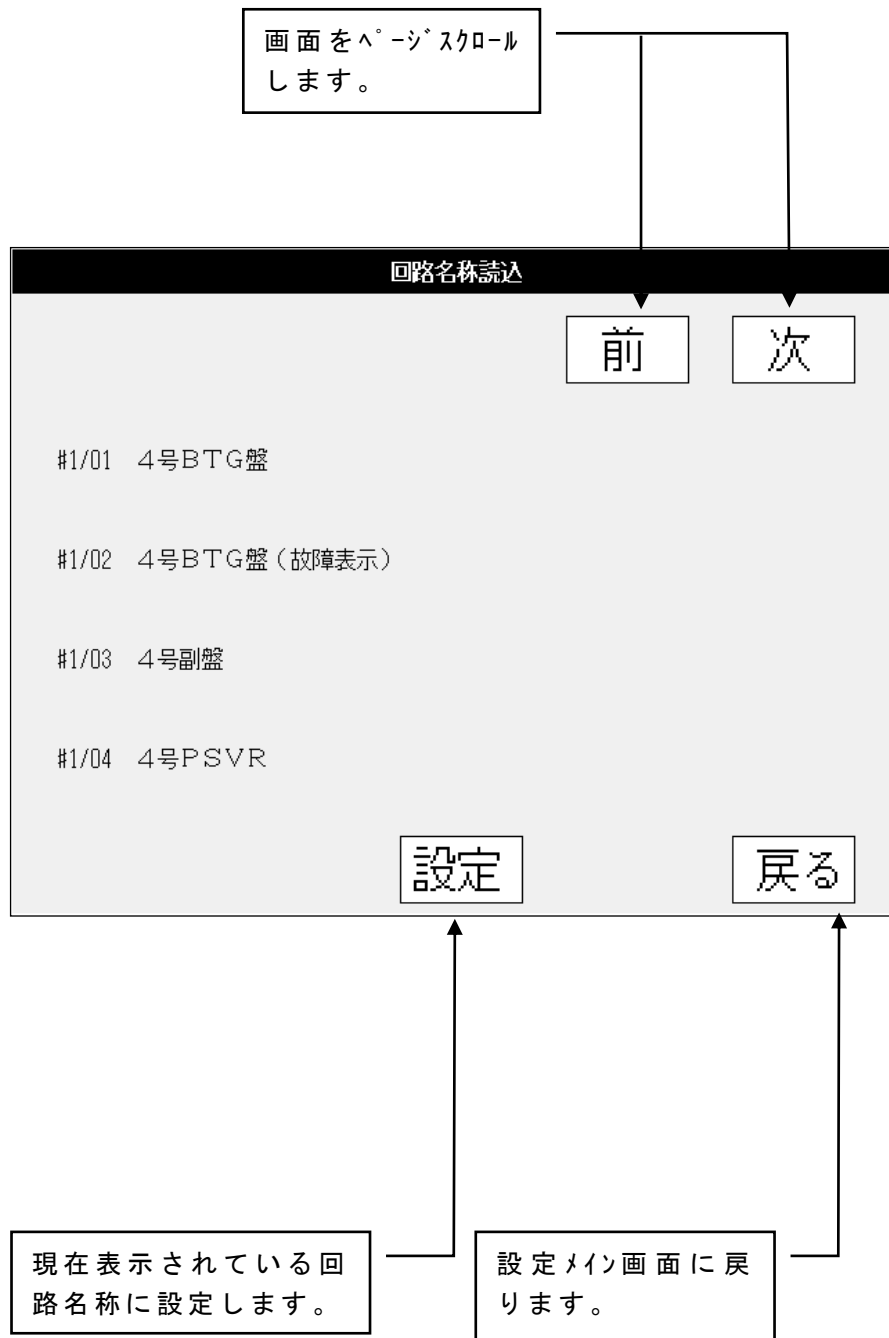 画面をﾍﾟｰｼﾞｽｸﾛｰﾙ
します。
回路名称読込
前 次
#1/01 ４号ＢＴＧ盤
#1/02 ４号ＢＴＧ盤（故障表示）
#1/03 ４号副盤
#1/04 ４号ＰＳＶＲ
設定 戻る
現在表示されている回
路名称に設定します。
設定ﾒｲﾝ画面に戻
ります。